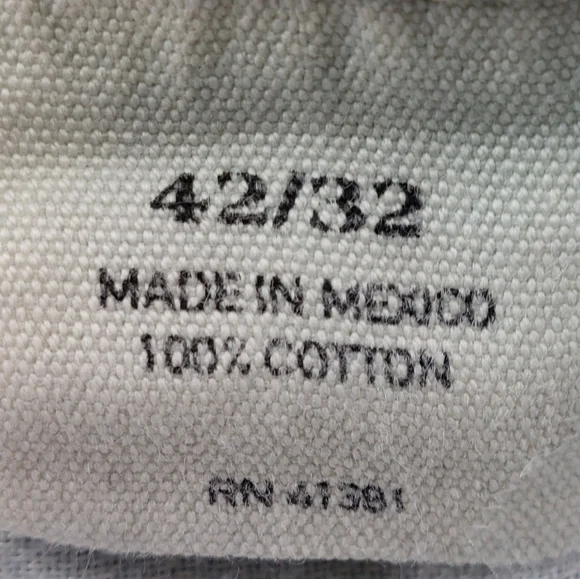 42/32
MADE IN MEXICO
100% COTTON
RN 41381